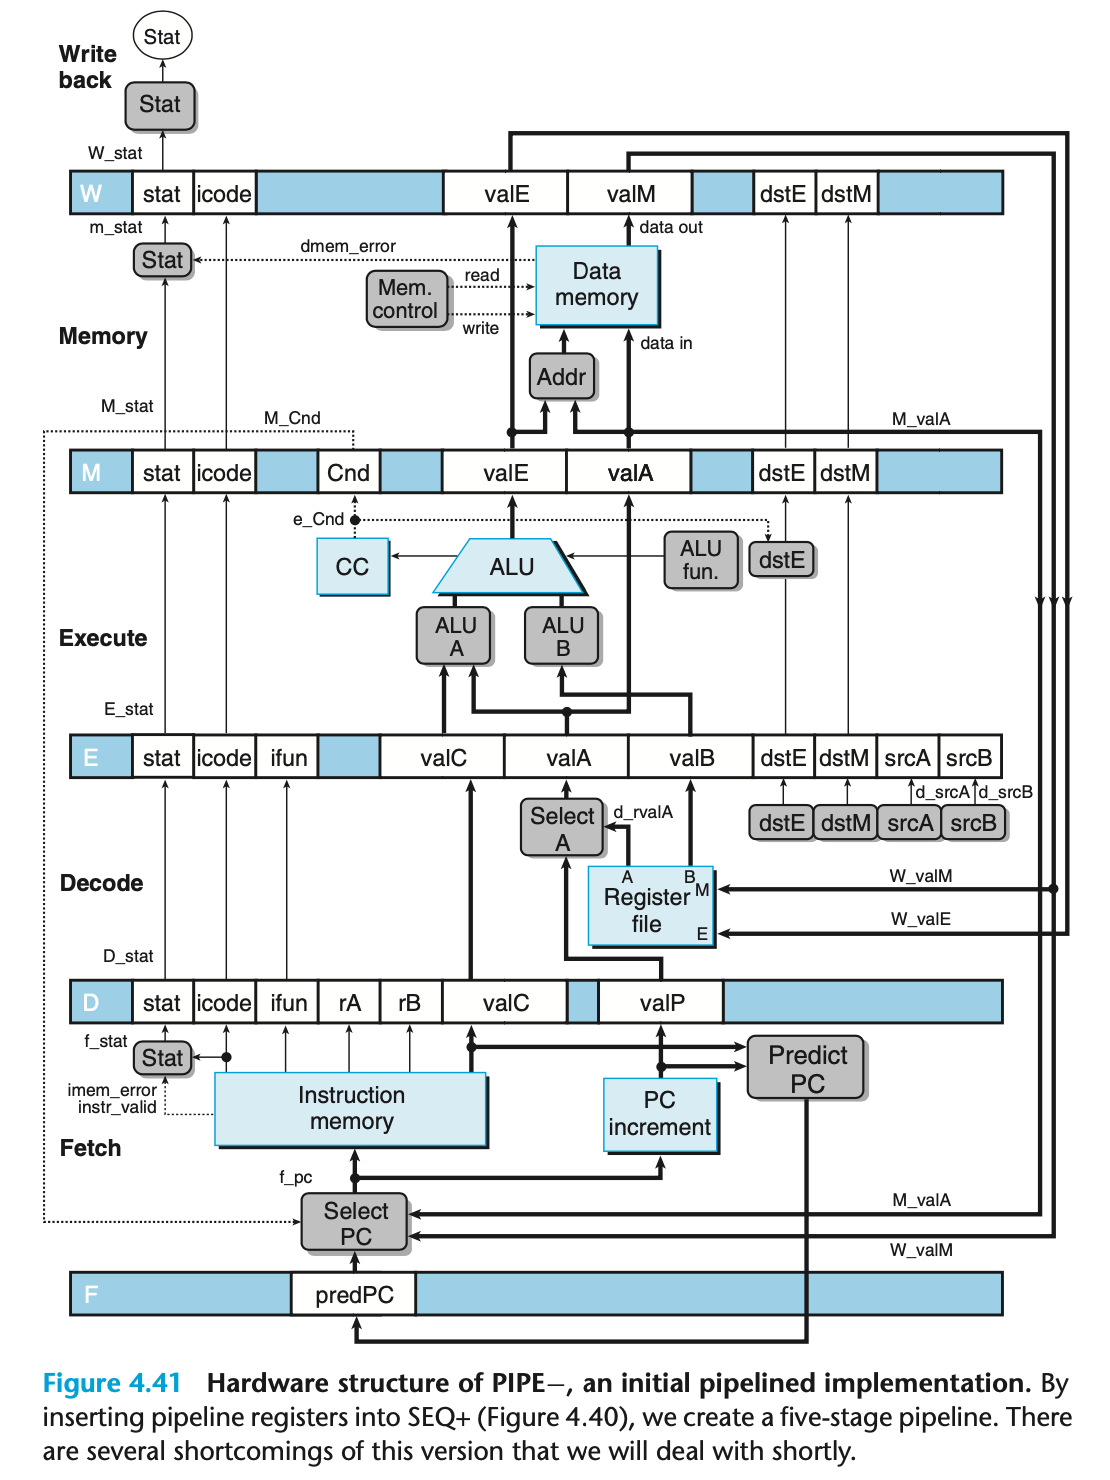 Stat
Write
back
Stat
W_stat
W stat icode valE valM dstE dstM
m_stat
data out
Stat
dmem_error
Data
memory
read
Mem.
control
write
Memory
data in
Addr
M_stat
M_Cnd
M_valA
M stat icode Cnd valE valA dstE dstM
e_Cnd
CC
ALU
ALU
fun.
dstE
Execute
ALU
A
ALU
B
E_stat
E stat icode ifun valC valA valB dstE dstM srcA srcB
d_srcA d_srcB
Select
A
d_rvalA
dstE dstM srcA srcB
Decode
A B
M
Register
file
E
W_valM
W_valE
D_stat
D stat icode ifun rA rB valC valP
f_stat
Stat
Predict
PC
imem_error
instr_valid
Instruction
memory
PC
increment
Fetch
f_pc
M_valA
Select
PC
W_valM
F predPC
Figure 4.41 Hardware structure of PIPE−, an initial pipelined implementation. By
inserting pipeline registers into SEQ+ (Figure 4.40), we create a five-stage pipeline. There
are several shortcomings of this version that we will deal with shortly.